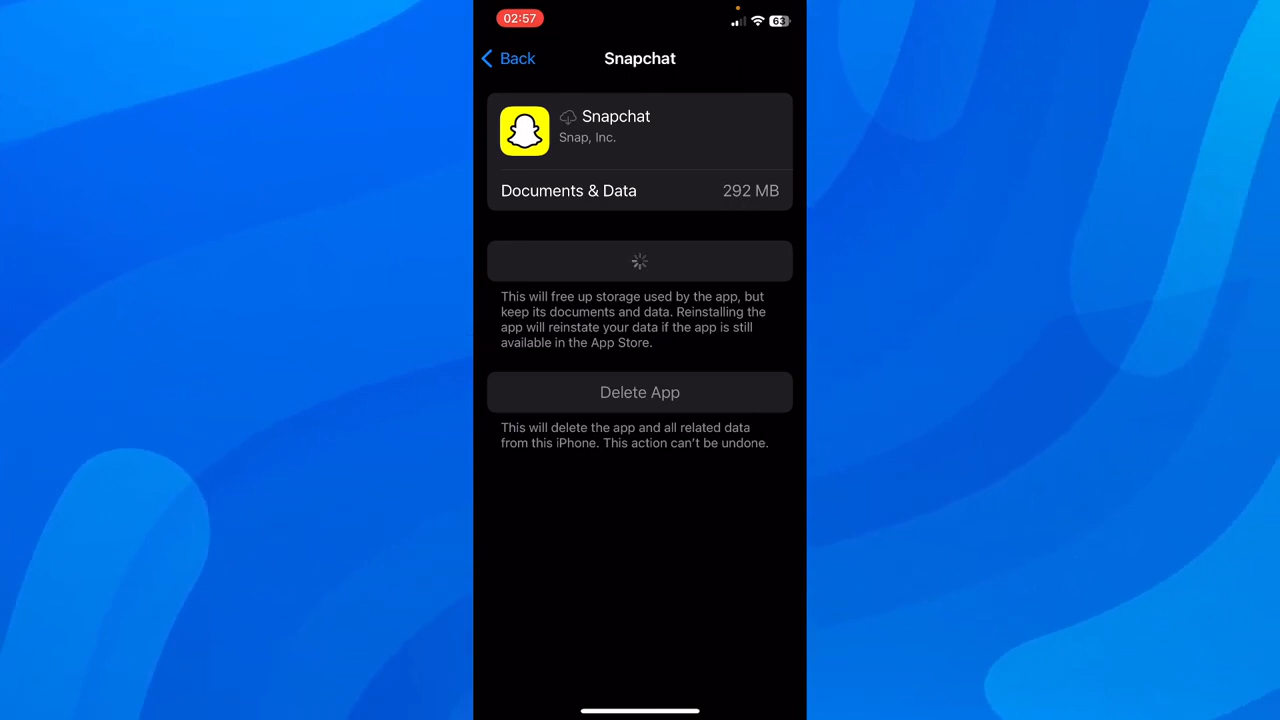 02:57
63
Back
Snapchat
Snapchat
Snap, Inc.
Documents & Data 292 MB
This will free up storage used by the app, but
keep its documents and data. Reinstalling the
app will reinstate your data if the app is still
available in the App Store.
Delete App
This will delete the app and all related data
from this iPhone. This action can't be undone.